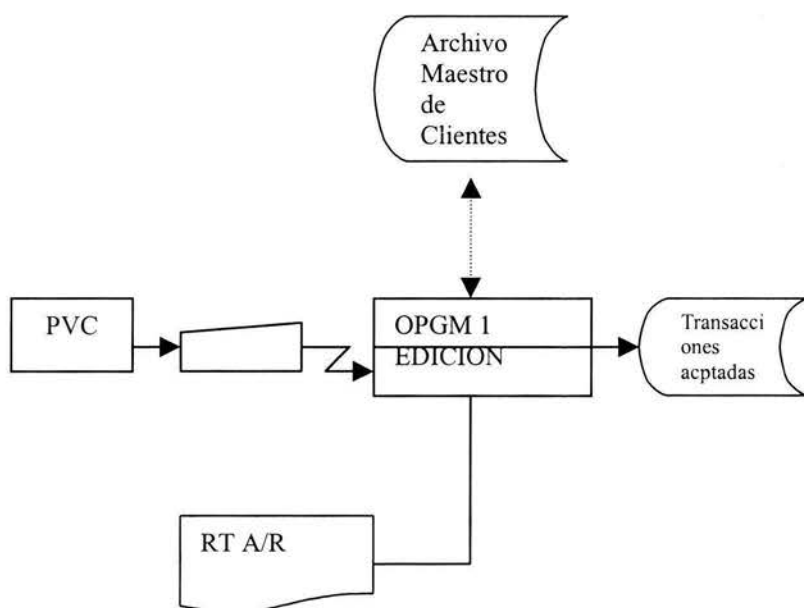 Archivo
Maestro
de
Clientes
PVC
OPGM 1
EDICION
Transacci
ones
acptadas
RT A/R